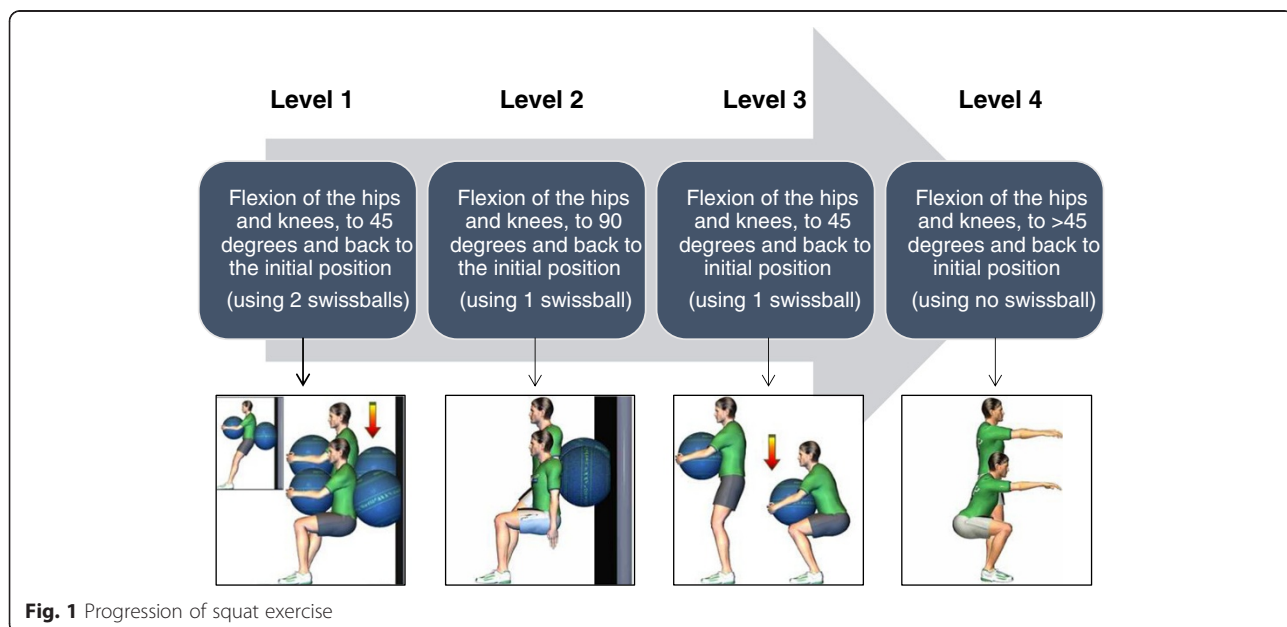 Level 1
Level 2
Level 3
Level 4
Flexion of the hips
and knees, to 45
degrees and back to
the initial position
(using 2 swissballs)
Flexion of the hips
and knees, to 90
degrees and back to
the initial position
(using 1 swissball)
Flexion of the hips
and knees, to 45
degrees and back to
initial position
(using 1 swissball)
Flexion of the hips
and knees, to >45
degrees and back to
initial position
(using no swissball)
Fig. 1 Progression of squat exercise